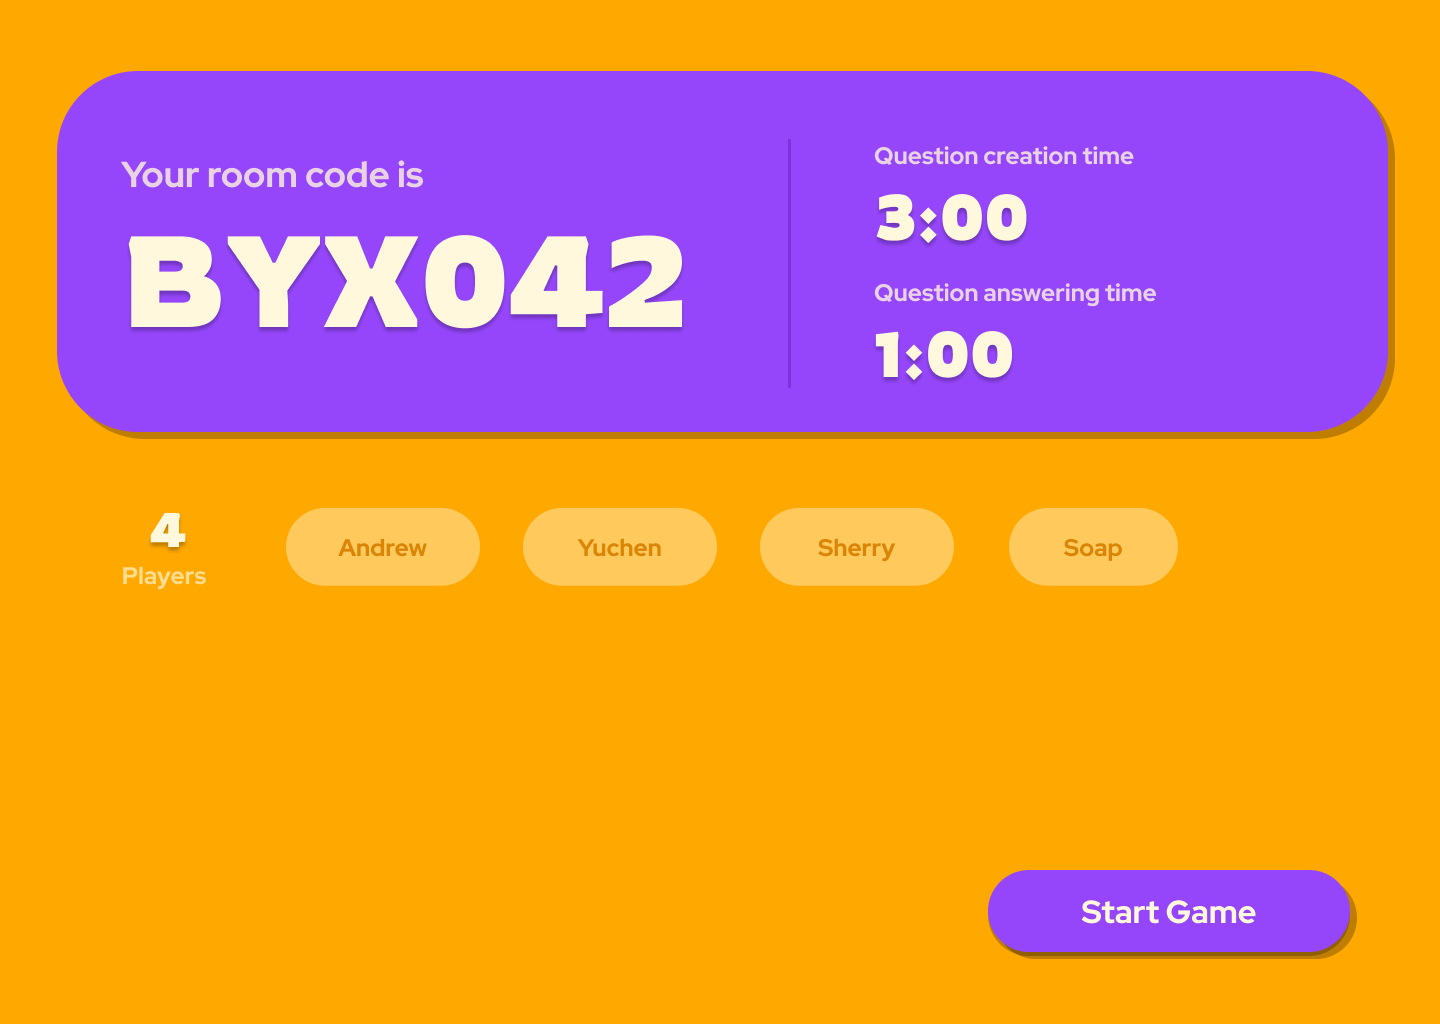 Your room code is
BYX042
Question creation time
3:00
Question answering time
1:00
4
Players
Andrew
Yuchen
Sherry
Soap
Start Game